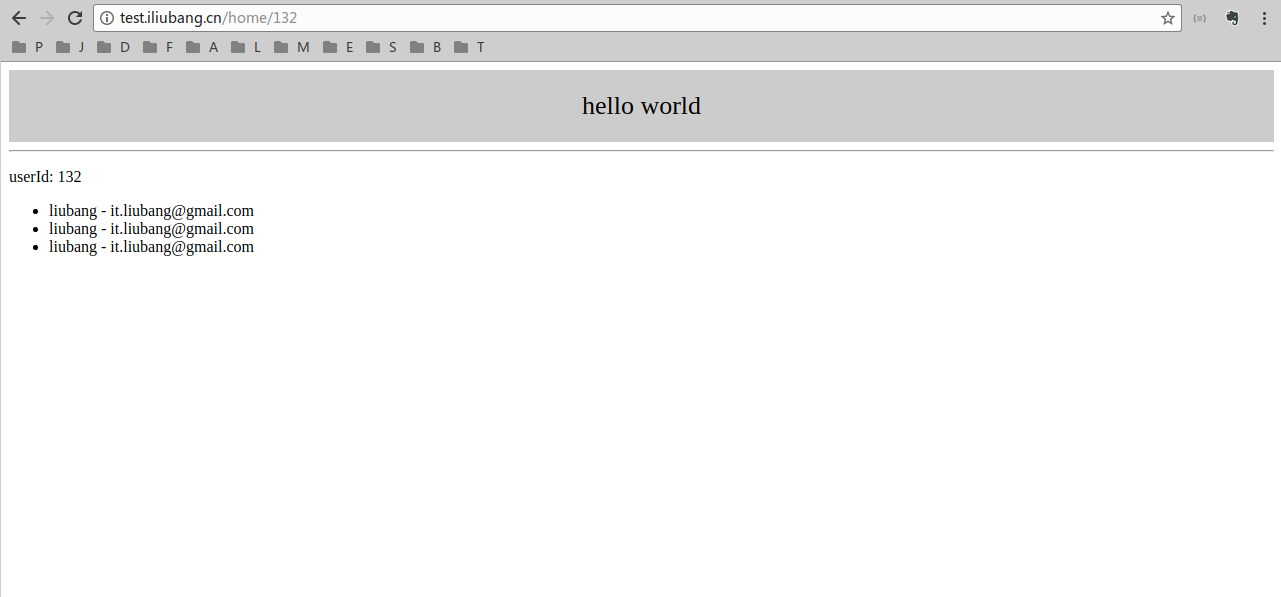 test.iliubang.cn/home/132
P J D F A L M E S B T
hello world
userId: 132
liubang - it.liubang@gmail.com
liubang - it.liubang@gmail.com
liubang - it.liubang@gmail.com